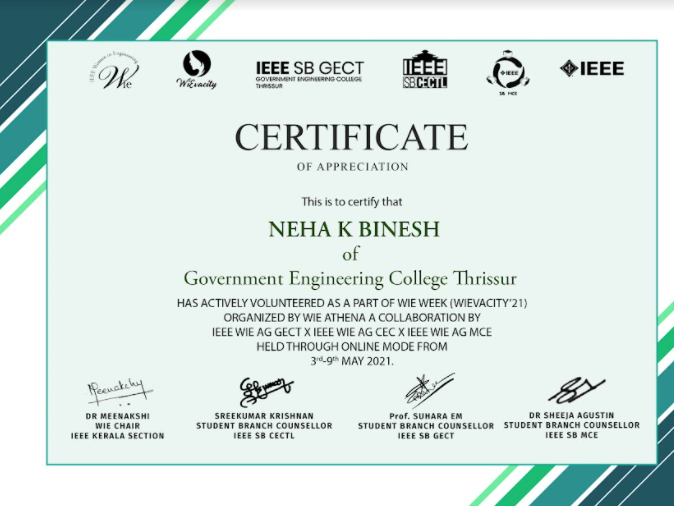 IEEE Women in Engineering
Wie
WiEvacity
IEEE SB GECT
GOVERNMENT ENGINEERING COLLEGE
THRISSUR
IEEE
SB CECTL
IEEE
SB MCE
IEEE
CERTIFICATE
OF APPRECIATION
This is to certify that
NEHA K BINESH
of
Government Engineering College Thrissur
HAS ACTIVELY VOLUNTEERED AS A PART OF WIE WEEK (WIEVACITY'21)
ORGANIZED BY WIE ATHENA A COLLABORATION BY
IEEE WIE AG GECT X IEEE WIE AG CEC X IEEE WIE AG MCE
HELD THROUGH ONLINE MODE FROM
3rd-9th MAY 2021.
Meenakshy
DR MEENAKSHI
WIE CHAIR
IEEE KERALA SECTION
SREEKUMAR KRISHNAN
STUDENT BRANCH COUNSELLOR
IEEE SB CECTL
Prof. SUHARA EM
STUDENT BRANCH COUNSELLOR
IEEE SB GECT
DR SHEEJA AGUSTIN
STUDENT BRANCH COUNSELLOR
IEEE SB MCE